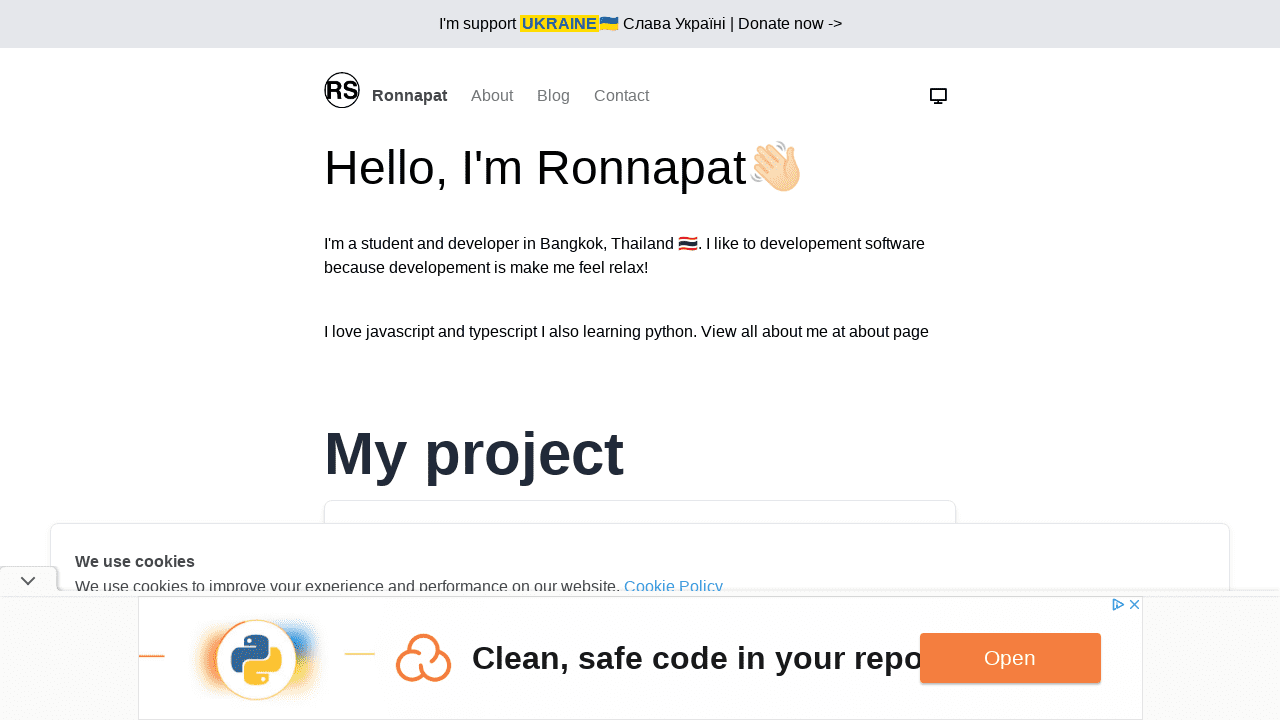 I'm support UKRAINE🇺🇦 Слава Україні | Donate now ->
RS Ronnapat About Blog Contact
Hello, I'm Ronnapat👋🏻
I'm a student and developer in Bangkok, Thailand 🇹🇭. I like to developement software
because developement is make me feel relax!
I love javascript and typescript I also learning python. View all about me at about page
My project
We use cookies
We use cookies to improve your experience and performance on our website. Cookie Policy
Clean, safe code in your repo
Open